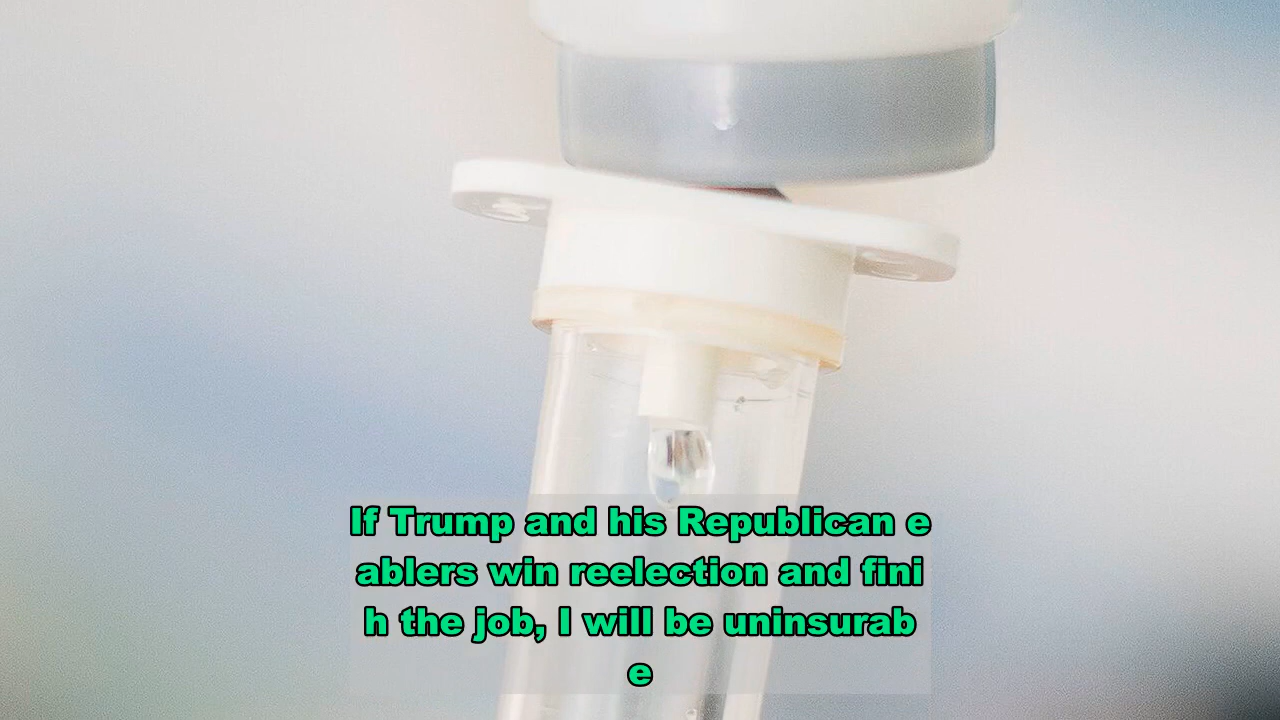 If Trump and his Republican e
ablers win reelection and fini
h the job, I will be uninsurab
e